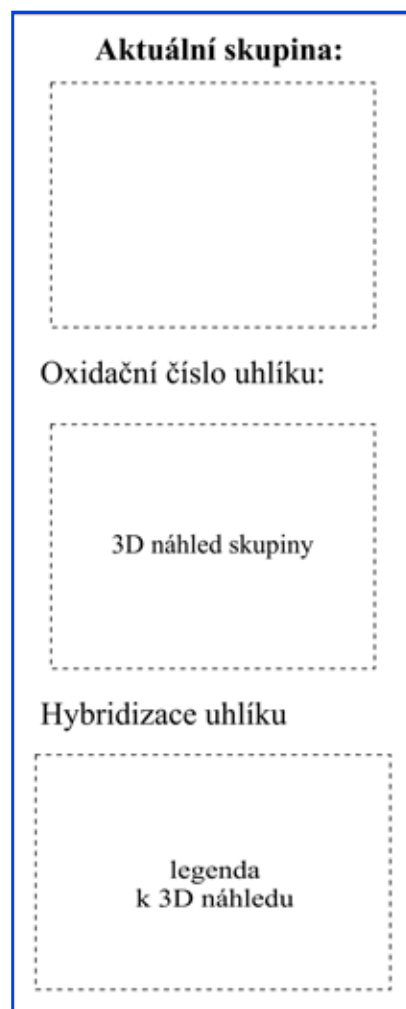 Aktuální skupina:
Oxidační číslo uhlíku:
3D náhled skupiny
Hybridizace uhlíku
legenda
k 3D náhledu